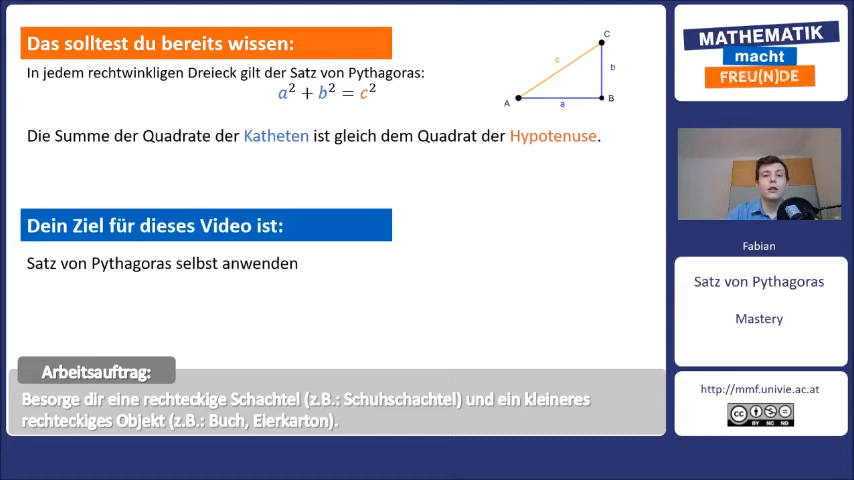 Das solltest du bereits wissen:
In jedem rechtwinkligen Dreieck gilt der Satz von Pythagoras:
a² + b² = c²
C
c
b
A
a
B
Die Summe der Quadrate der Katheten ist gleich dem Quadrat der Hypotenuse.
Dein Ziel für dieses Video ist:
Satz von Pythagoras selbst anwenden
Arbeitsauftrag:
Besorge dir eine rechteckige Schachtel (z.B.: Schuhschachtel) und ein kleineres
rechteckiges Objekt (z.B.: Buch, Eierkarton).
MATHEMATIK
macht
FREU(N)DE
Fabian
Satz von Pythagoras
Mastery
http://mmf.univie.ac.at
cc
BY NC ND